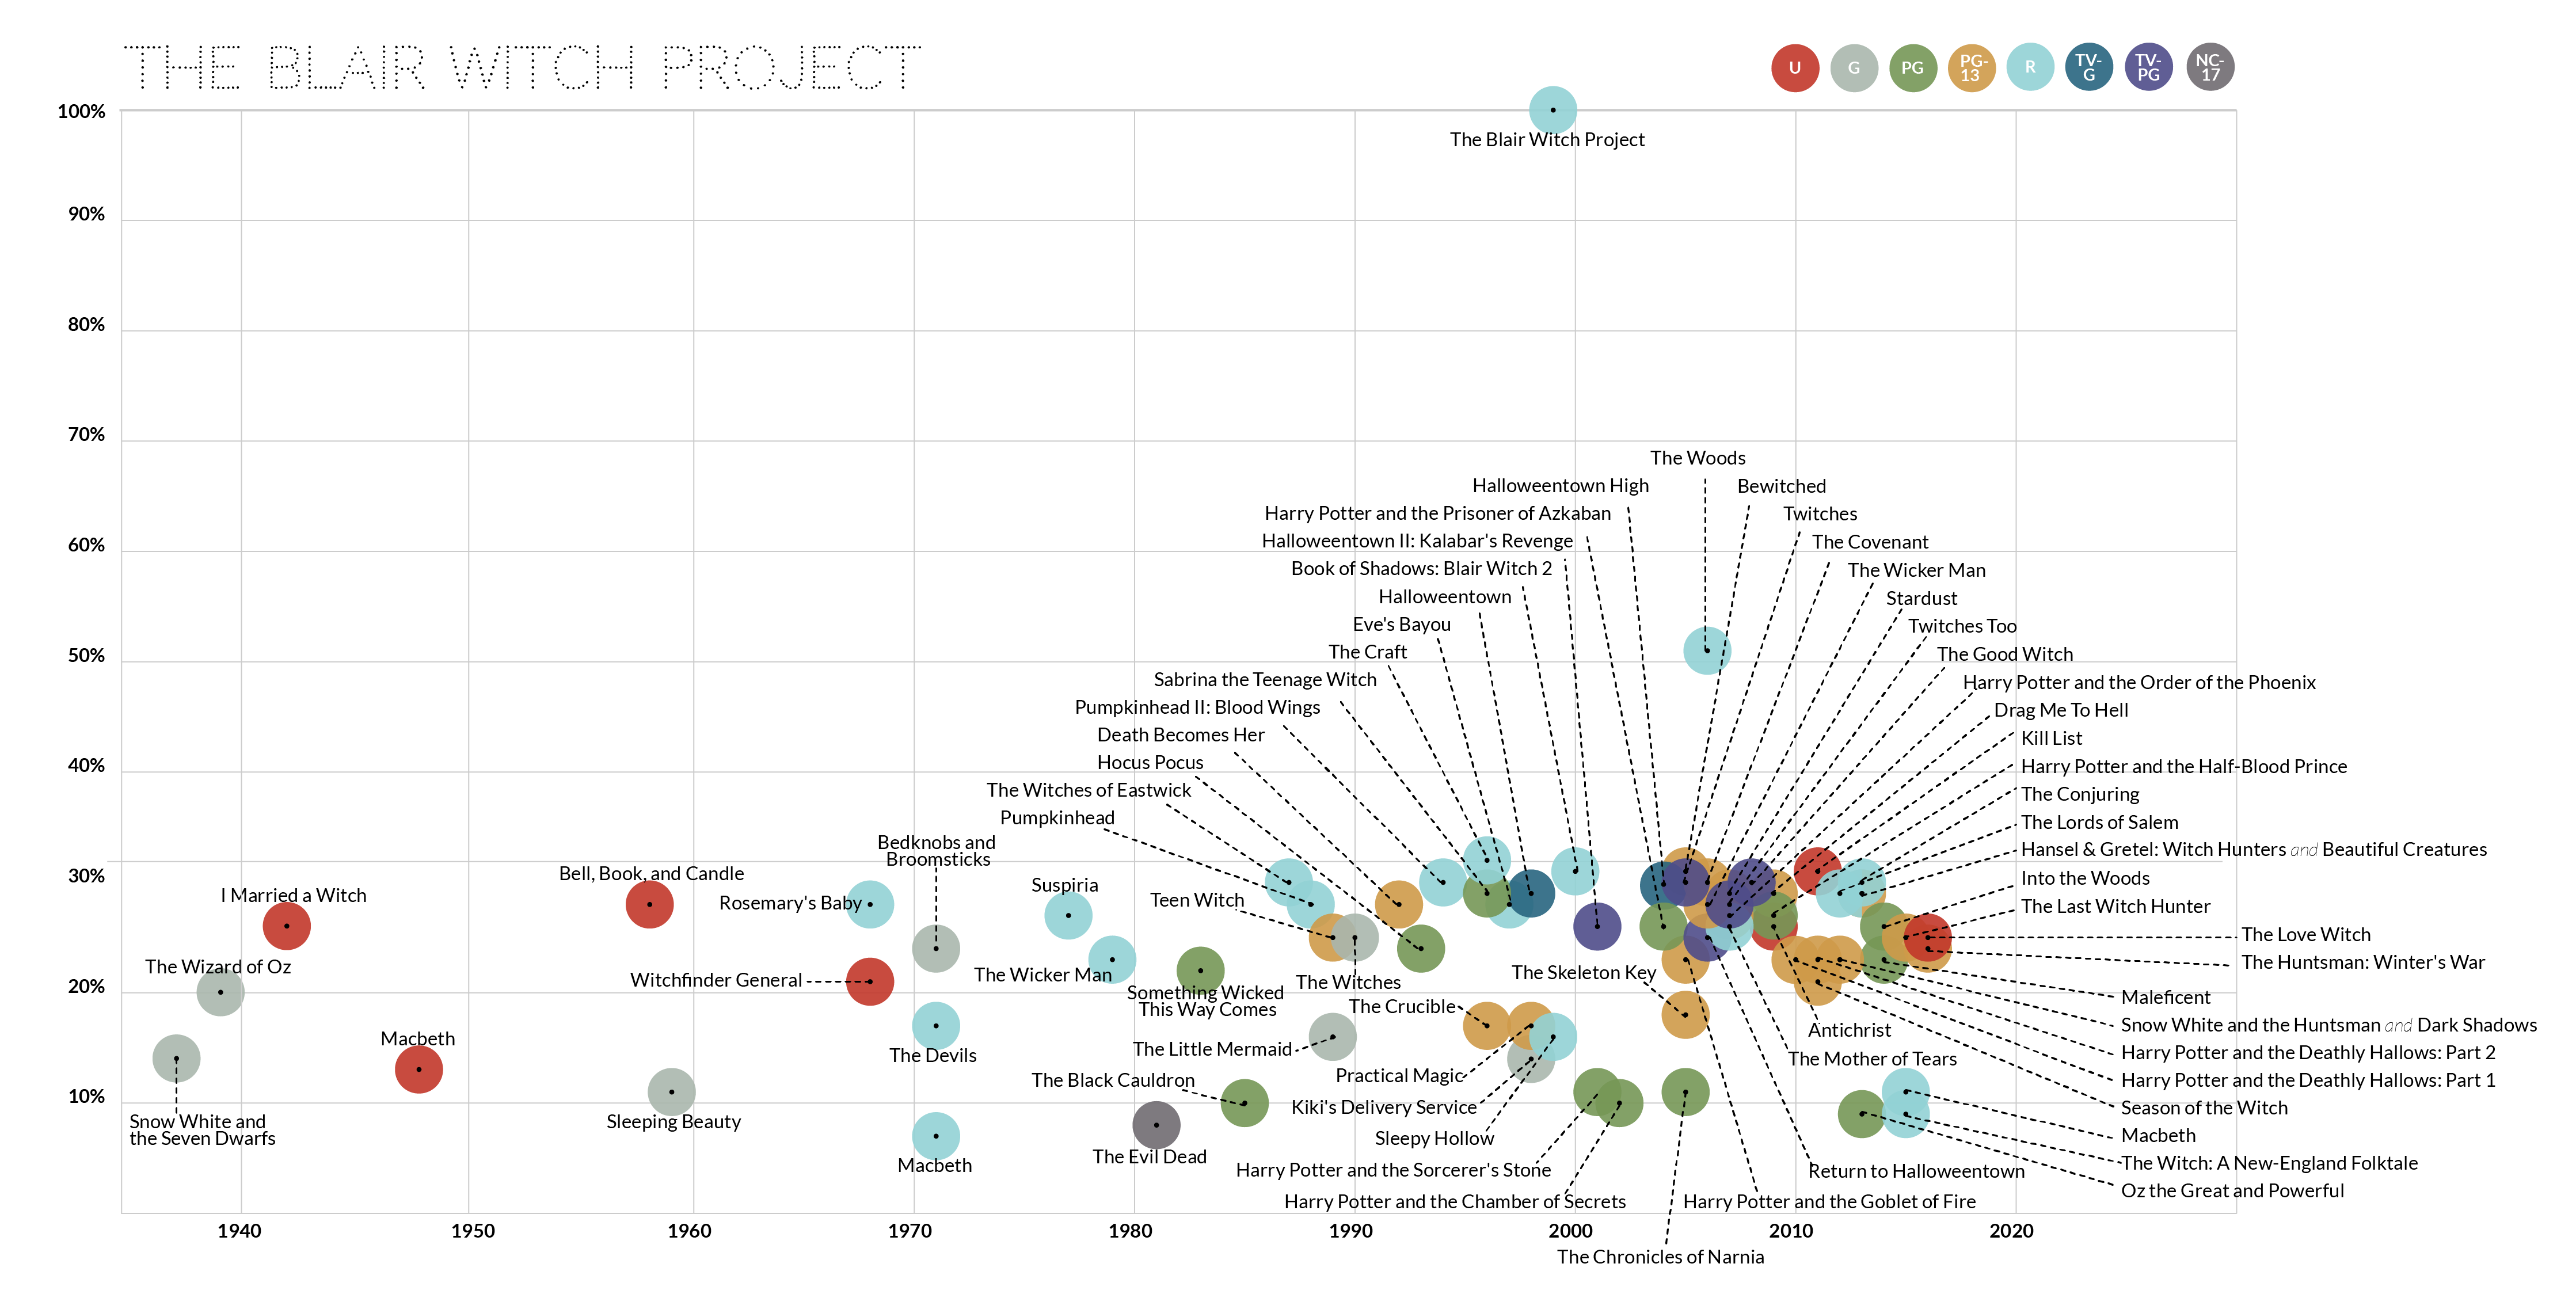 THE BLAIR WITCH PROJECT
U
G
PG
PG-
13
R
TV-
G
TV-
PG
NC-
17
100%
90%
80%
70%
60%
50%
40%
30%
20%
10%
The Blair Witch Project
The Woods
Halloweentown High
Bewitched
Harry Potter and the Prisoner of Azkaban
Twitches
Halloweentown II: Kalabar's Revenge
The Covenant
Book of Shadows: Blair Witch 2
The Wicker Man
Halloweentown
Stardust
Eve's Bayou
Twitches Too
The Craft
The Good Witch
Sabrina the Teenage Witch
Harry Potter and the Order of the Phoenix
Pumpkinhead II: Blood Wings
Drag Me To Hell
Death Becomes Her
Kill List
Hocus Pocus
Harry Potter and the Half-Blood Prince
The Witches of Eastwick
The Conjuring
Pumpkinhead
The Lords of Salem
Bedknobs and
Broomsticks
Hansel & Gretel: Witch Hunters and Beautiful Creatures
Bell, Book, and Candle
Into the Woods
Suspiria
I Married a Witch
Teen Witch
Rosemary's Baby
The Last Witch Hunter
The Love Witch
The Huntsman: Winter's War
The Wizard of Oz
The Wicker Man
The Skeleton Key
Witchfinder General
The Witches
Something Wicked
This Way Comes
Maleficent
The Crucible
Snow White and the Huntsman and Dark Shadows
Antichrist
Macbeth
The Little Mermaid
The Devils
The Mother of Tears
Harry Potter and the Deathly Hallows: Part 2
Practical Magic
The Black Cauldron
Harry Potter and the Deathly Hallows: Part 1
Kiki's Delivery Service
Season of the Witch
Snow White and
the Seven Dwarfs
Sleeping Beauty
Sleepy Hollow
Macbeth
The Evil Dead
Macbeth
The Witch: A New-England Folktale
Harry Potter and the Sorcerer's Stone
Return to Halloweentown
Oz the Great and Powerful
Harry Potter and the Chamber of Secrets
Harry Potter and the Goblet of Fire
1940
1950
1960
1970
1980
1990
2000
2010
2020
The Chronicles of Narnia